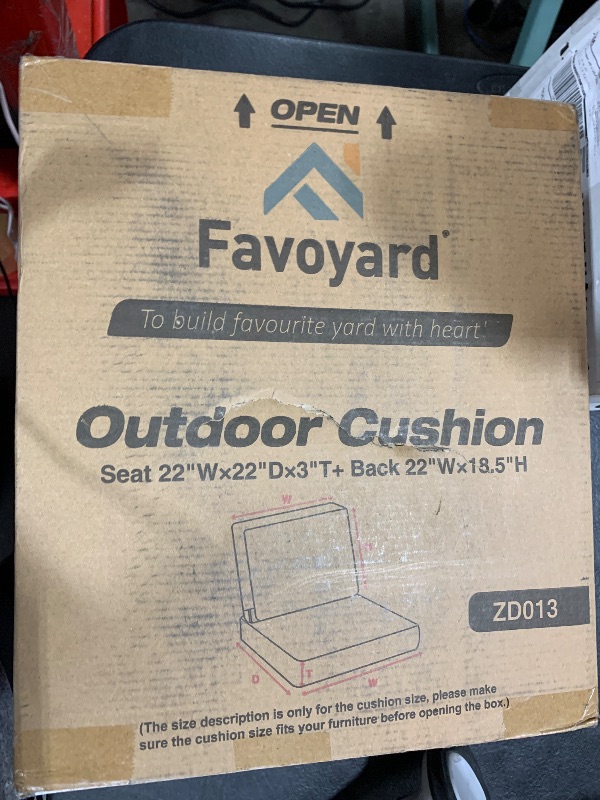 OPEN
Favoyard
To build favourite yard with heart!
Outdoor Cushion
Seat 22"W×22"D×3"T+ Back 22"W×18.5"H
W
H
D
T
W
ZD013
(The size description is only for the cushion size, please make
sure the cushion size fits your furniture before opening the box.)